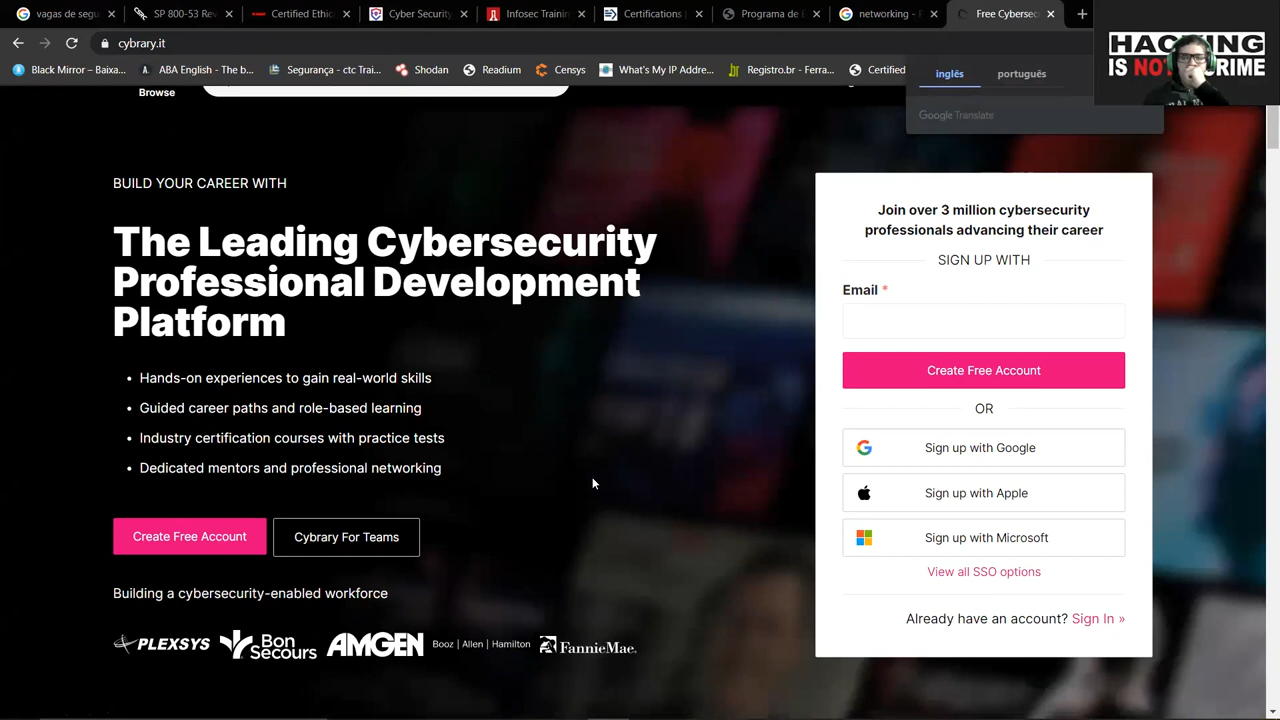 vagas de segu
SP 800-53 Rev
Certified Ethic
Cyber Security
Infosec Trainin
Certifications |
Programa de E
networking - P
Free Cybersec
cybrary.it
Black Mirror – Baixa...
ABA English - The b...
Segurança - ctc Trai...
Shodan
Readium
Censys
What's My IP Addre...
Registro.br – Ferra...
Certified
inglês
português
Google Translate
HACKING
IS NOT CRIME
Browse
BUILD YOUR CAREER WITH
The Leading Cybersecurity
Professional Development
Platform
• Hands-on experiences to gain real-world skills
• Guided career paths and role-based learning
• Industry certification courses with practice tests
• Dedicated mentors and professional networking
Create Free Account
Cybrary For Teams
Building a cybersecurity-enabled workforce
PLEXSYS
Bon
Secours
AMGEN
Booz | Allen | Hamilton
FannieMae.
Join over 3 million cybersecurity
professionals advancing their career
SIGN UP WITH
Email *
Create Free Account
OR
Sign up with Google
Sign up with Apple
Sign up with Microsoft
View all SSO options
Already have an account? Sign In »